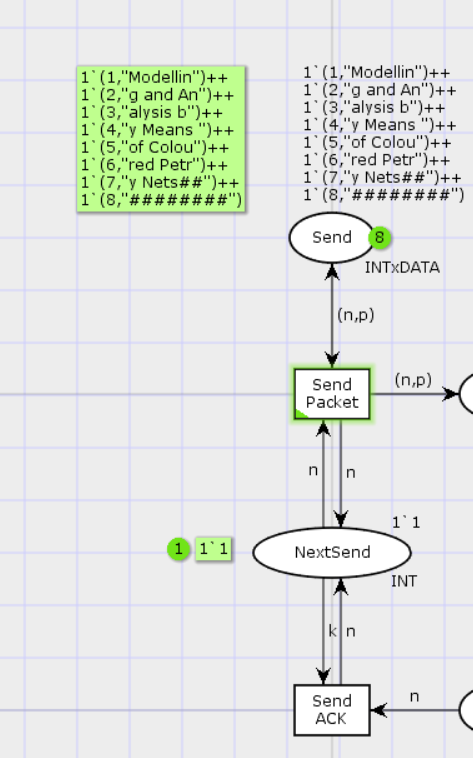 1`(1,"Modellin")++
1`(2,"g and An")++
1`(3,"alysis b")++
1`(4,"y Means ")++
1`(5,"of Colou")++
1`(6,"red Petr")++
1`(7,"y Nets##")++
1`(8,"########")
1`(1,"Modellin")++
1`(2,"g and An")++
1`(3,"alysis b")++
1`(4,"y Means ")++
1`(5,"of Colou")++
1`(6,"red Petr")++
1`(7,"y Nets##")++
1`(8,"########")
Send
8
INTxDATA
(n,p)
Send
Packet
(n,p)
n
n
1`1
1
1`1
NextSend
INT
k
n
Send
ACK
n